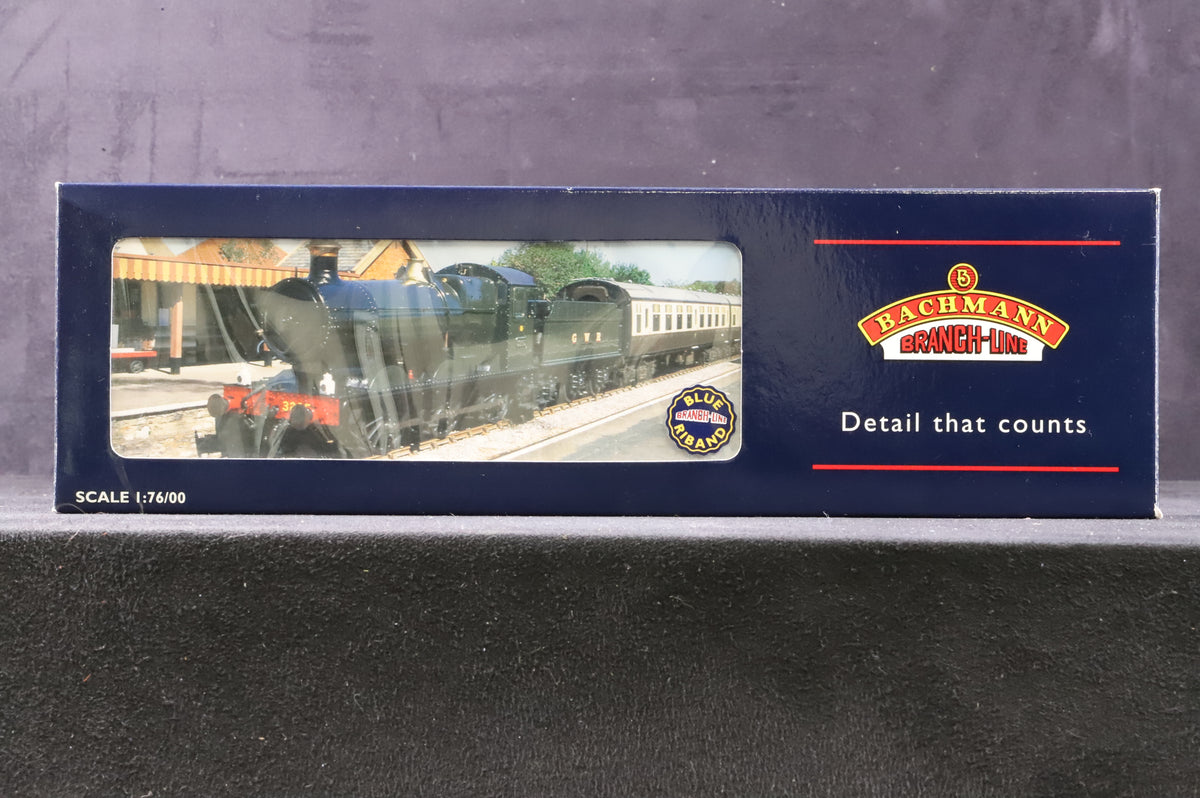 B
BACHMANN
BRANCH-LINE
Detail that counts
G W R
BLUE
BRANCH-LINE
RIBAND
SCALE 1:76/00